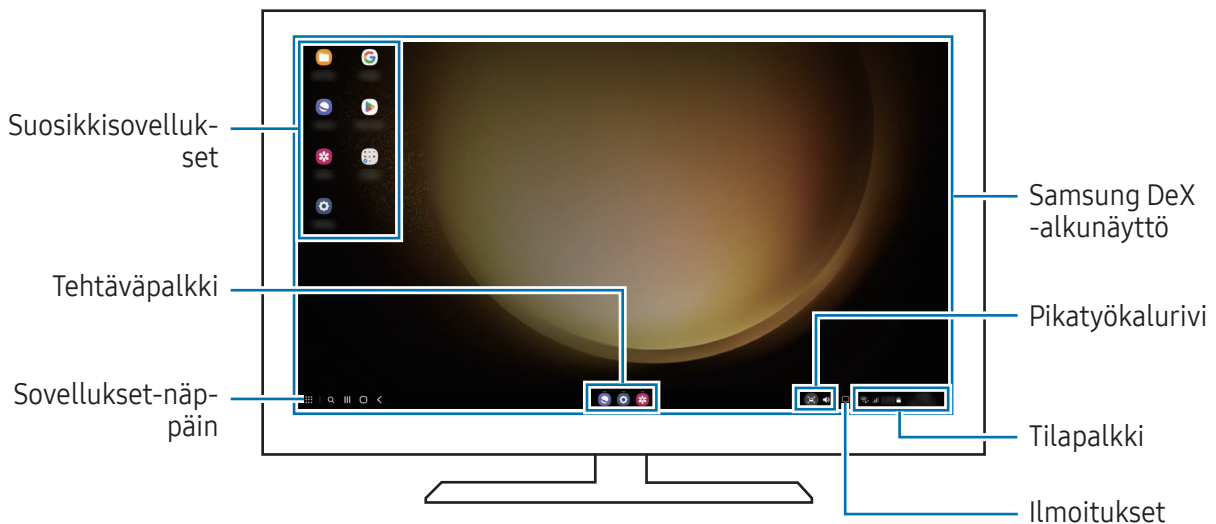 Suosikkisovelluk-
set
Tehtäväpalkki
Sovellukset-näp-
päin
Samsung DeX
-alkunäyttö
Pikatyökalurivi
Tilapalkki
Ilmoitukset